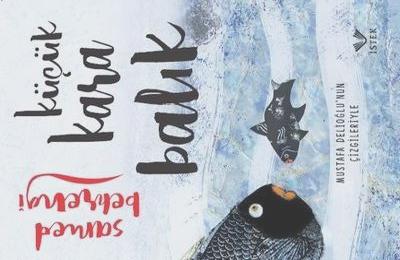 samed
behrengi
küçük
kara
balık
MUSTAFA DELİOĞLU'NUN
ÇİZGİLERİYLE
İSTEK